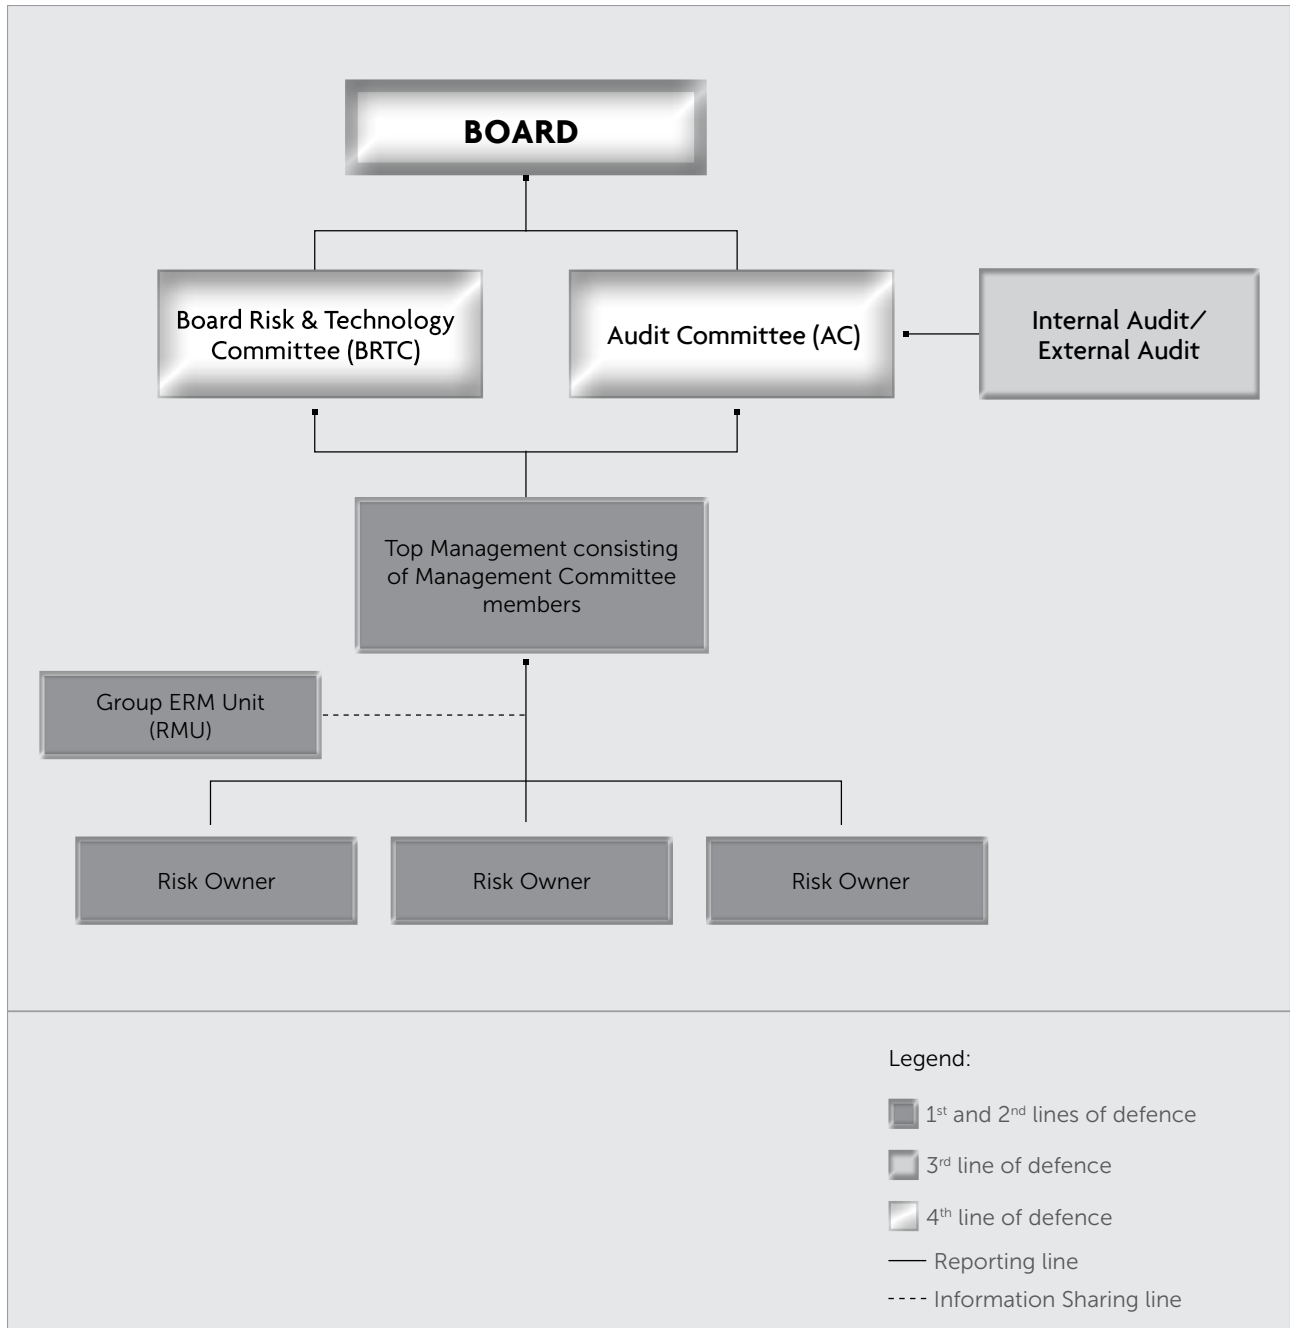 BOARD
Board Risk & Technology
Committee (BRTC)
Audit Committee (AC)
Internal Audit/
External Audit
Top Management consisting
of Management Committee
members
Group ERM Unit
(RMU)
Risk Owner
Risk Owner
Risk Owner
Legend:
1st and 2nd lines of defence
3rd line of defence
4th line of defence
Reporting line
Information Sharing line